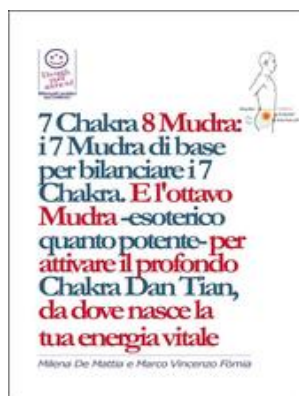 7 Chakra 8 Mudra:
i 7 Mudra di base
per bilanciare i 7
Chakra. E l'ottavo
Mudra -esoterico
quanto potente- per
attivare il profondo
Chakra Dan Tian,
da dove nasce la
tua energia vitale
Milena De Mattia e Marco Vincenzo Fòrnia